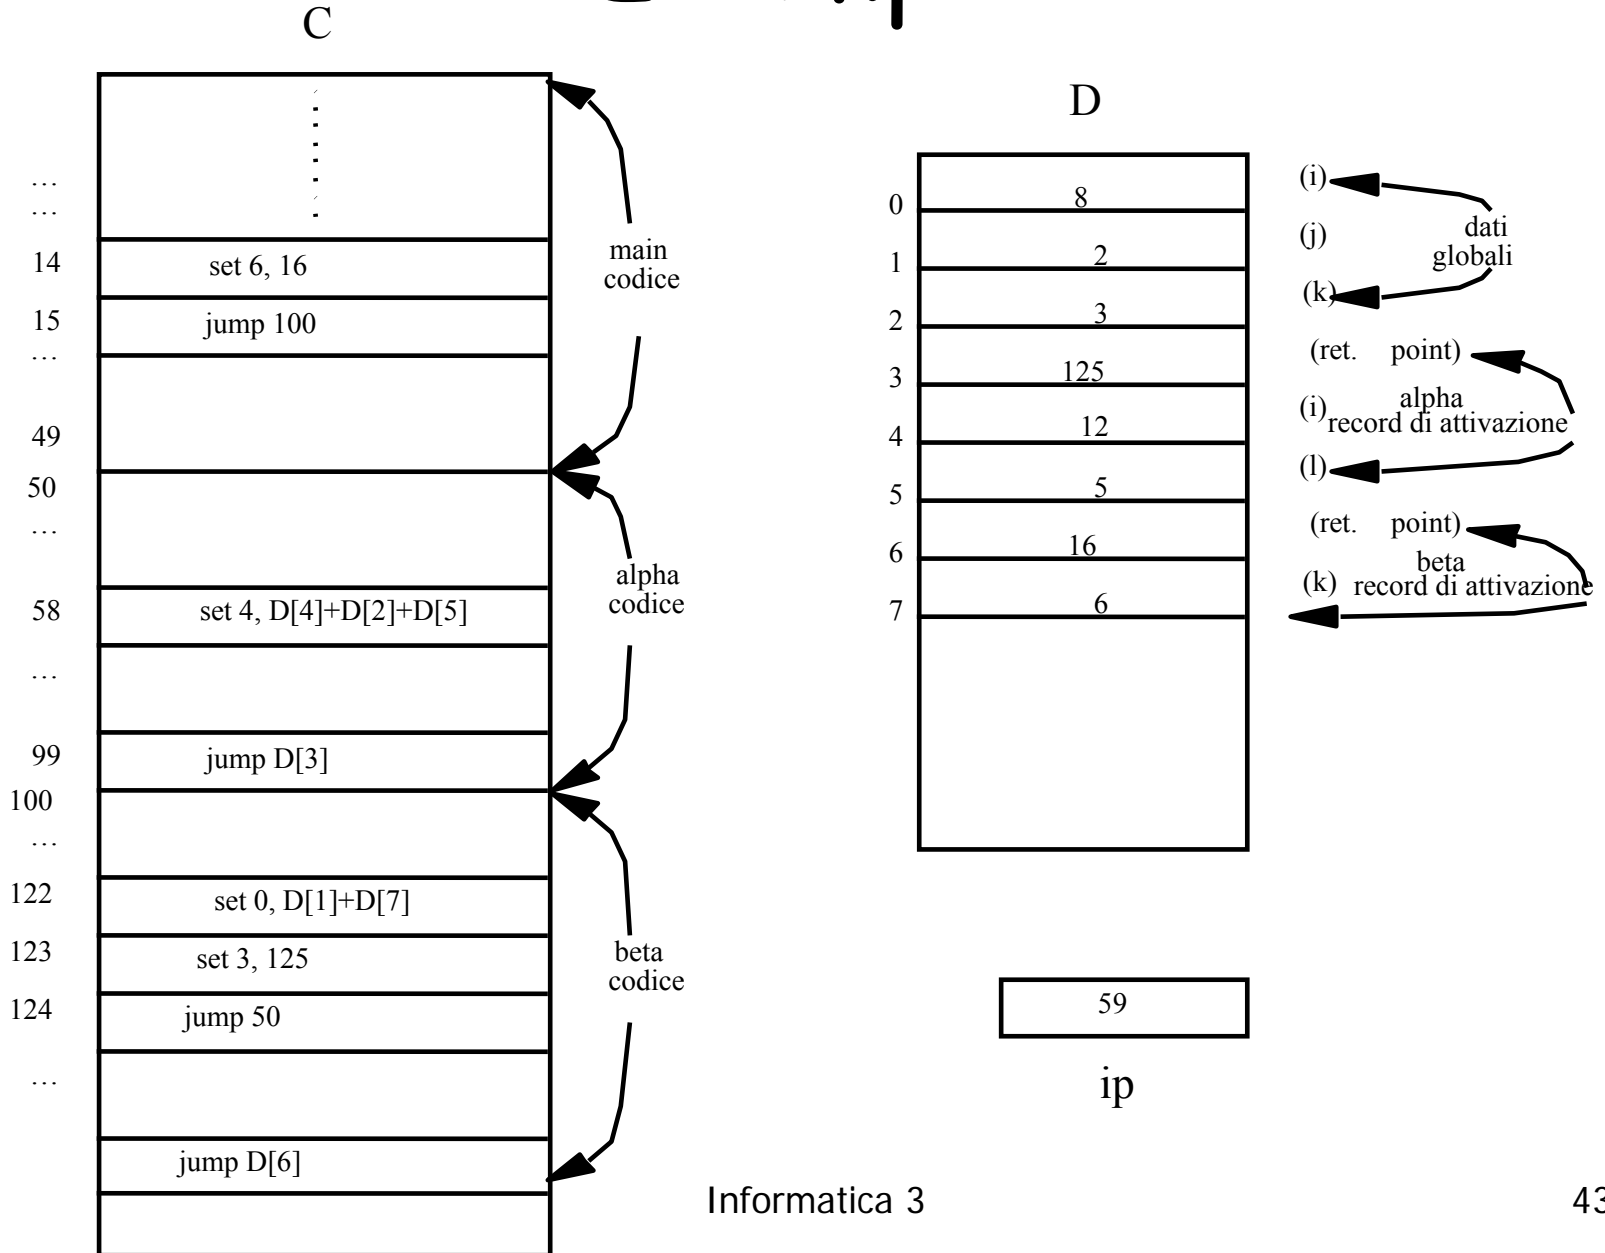 C
...
...
14 set 6, 16
15 jump 100
...
49
50
...
58 set 4, D[4]+D[2]+D[5]
...
99 jump D[3]
100
...
122 set 0, D[1]+D[7]
123 set 3, 125
124 jump 50
...
jump D[6]
main
codice
alpha
codice
beta
codice
D
0 8 (i)
1 2 (j)
2 3 (k)
dati
globali
3 125 (ret. point)
4 12 (i)
5 5 (l)
alpha
record di attivazione
6 16 (ret. point)
7 6 (k)
beta
record di attivazione
59
ip
Informatica 3
43